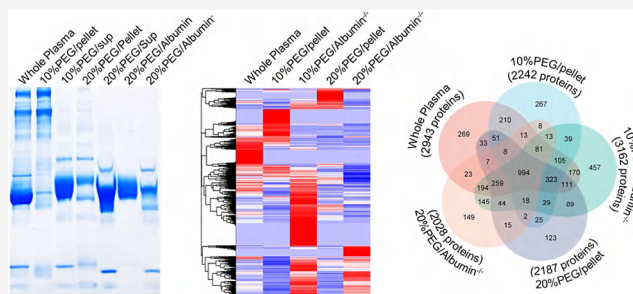 Whole Plasma
10%PEG/pellet
10%PEG/sup
20%PEG/Pellet
20%PEG/Sup
10%PEG/Albumin
20%PEG/Albumin⁻
Whole Plasma
10%PEG/pellet
10%PEG/Albumin⁻/⁻
20%PEG/pellet
20%PEG/Albumin⁻/⁻
10%PEG/pellet
(2242 proteins)
Whole Plasma
(2943 proteins)
(3162
proteins)
(2028 proteins)
20%PEG/Albumin⁻/⁻
(2187 proteins)
20%PEG/pellet
267
210
8
269
51
13
13
39
33
8
81
105
457
7
994
170
23
259
323
111
194
145
44
18
29
09
149
2
15
25
123